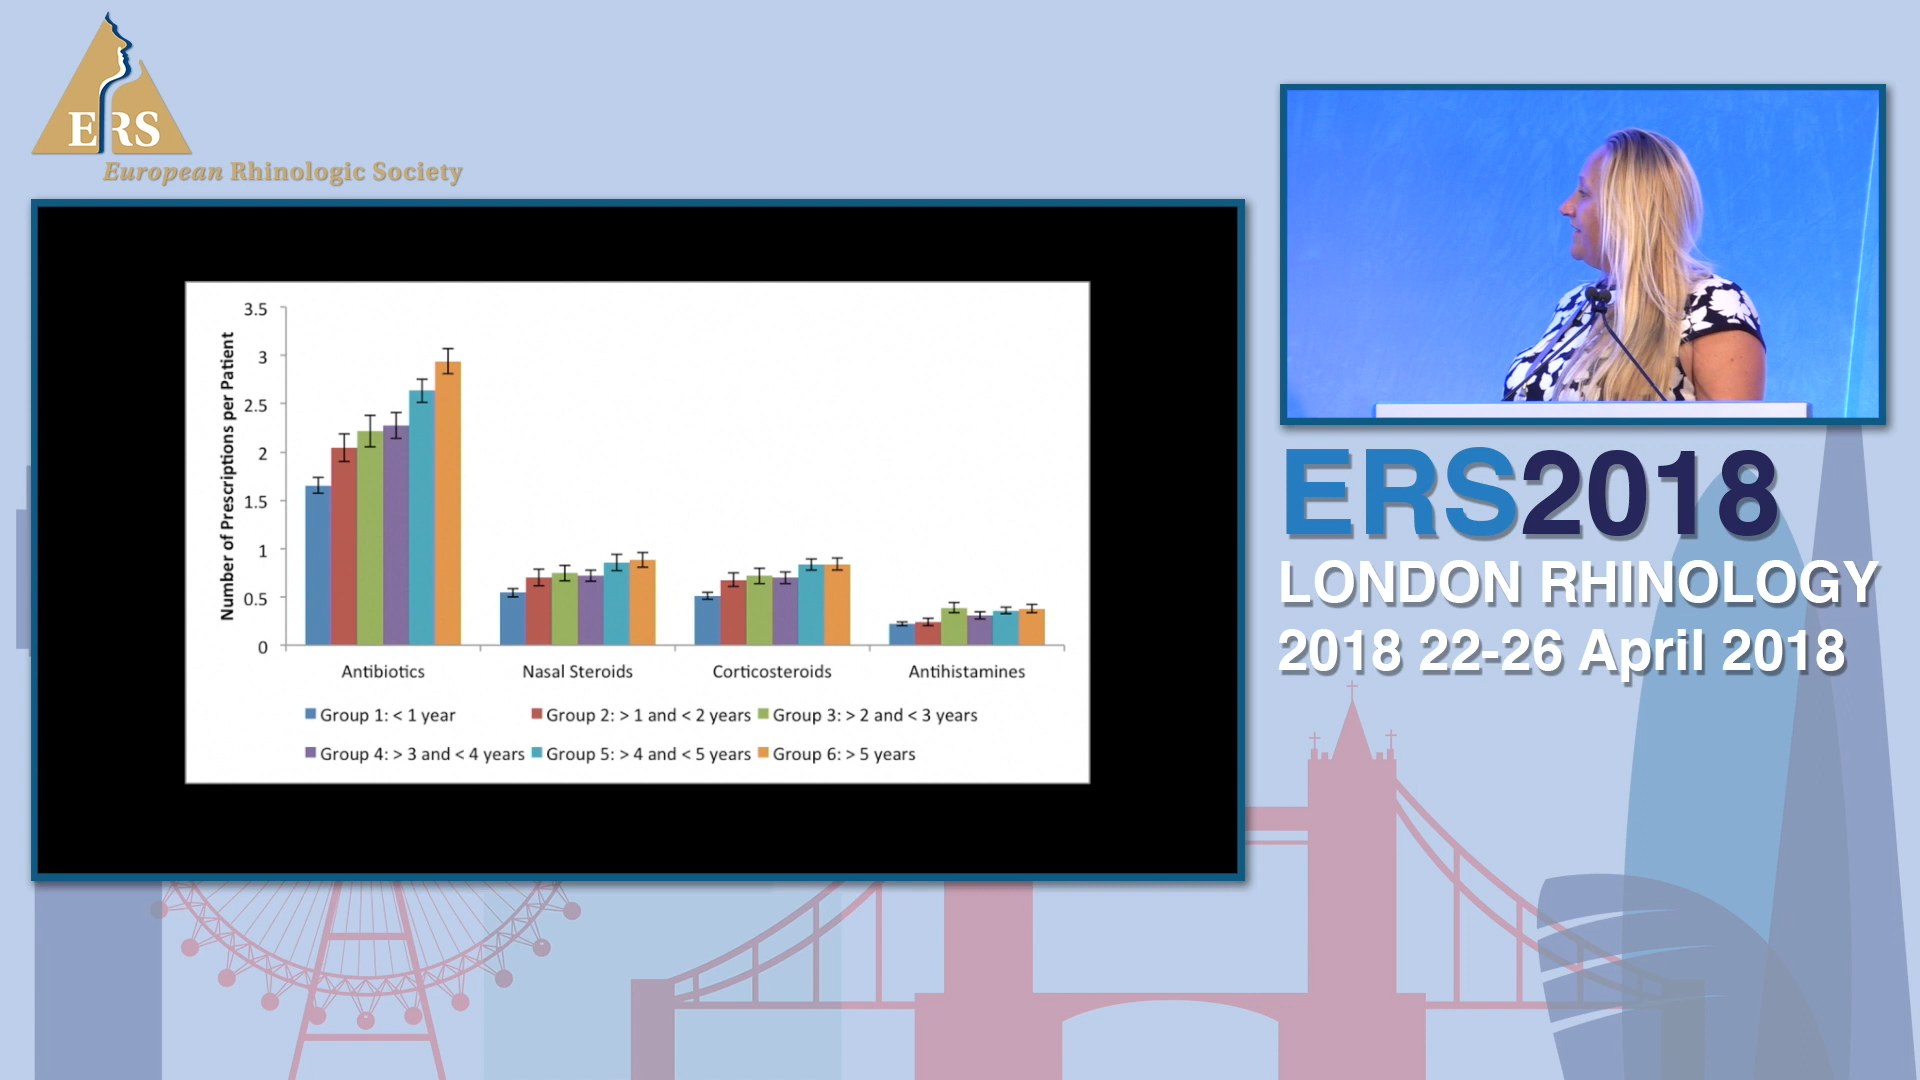 ERS
European Rhinologic Society
Number of Prescriptions per Patient
3.5
3
2.5
2
1.5
1
0.5
0
Antibiotics
Nasal Steroids
Corticosteroids
Antihistamines
Group 1: < 1 year
Group 2: > 1 and < 2 years
Group 3: > 2 and < 3 years
Group 4: > 3 and < 4 years
Group 5: > 4 and < 5 years
Group 6: > 5 years
ERS2018
LONDON RHINOLOGY
2018 22-26 April 2018